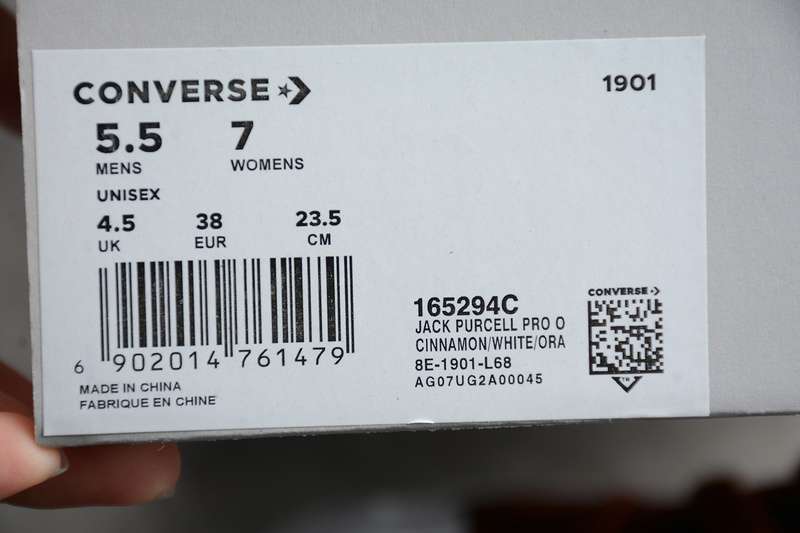 CONVERSE
1901
5.5 7
MENS WOMENS
UNISEX
4.5 38 23.5
UK EUR CM
6 902014 761479
MADE IN CHINA
FABRIQUE EN CHINE
165294C
JACK PURCELL PRO O
CINNAMON/WHITE/ORA
8E-1901-L68
AG07UG2A00045
CONVERSE